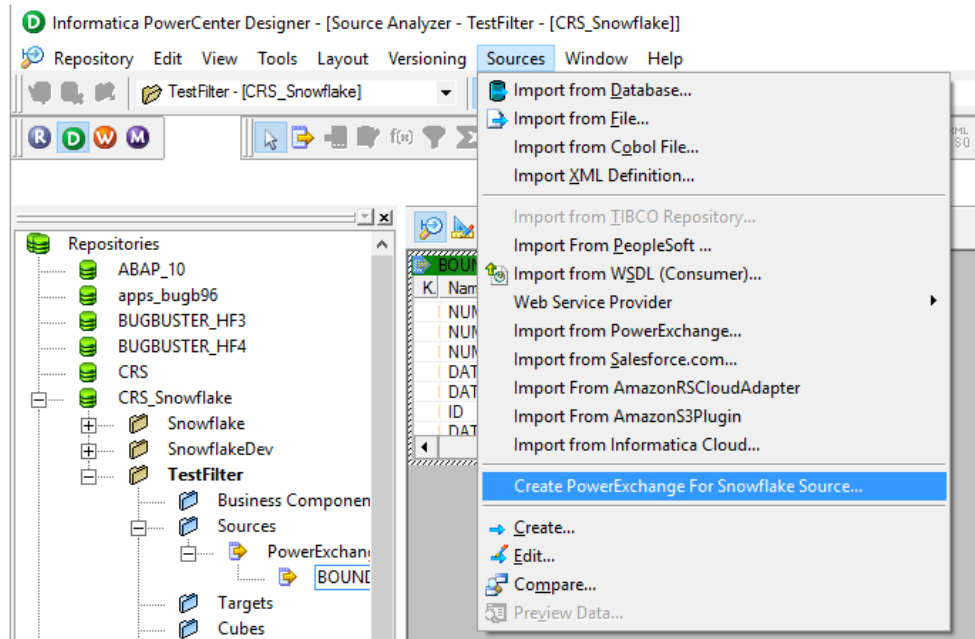 Informatica PowerCenter Designer - [Source Analyzer - TestFilter - [CRS_Snowflake]]
Repository Edit View Tools Layout Versioning Sources Window Help
TestFilter - [CRS_Snowflake]
R D W M
f(x)
Repositories
ABAP_10
apps_bugb96
BUGBUSTER_HF3
BUGBUSTER_HF4
CRS
CRS_Snowflake
Snowflake
SnowflakeDev
TestFilter
Business Componen
Sources
PowerExchan
BOUND
Targets
Cubes
BOUN
K. Nam
NUM
NUM
NUM
DAT
DAT
ID
DAT
Import from Database...
Import from File...
Import from Cobol File...
Import XML Definition...
Import from TIBCO Repository...
Import From PeopleSoft ...
Import from WSDL (Consumer)...
Web Service Provider
Import from PowerExchange...
Import from Salesforce.com...
Import From AmazonRSCloudAdapter
Import From AmazonS3Plugin
Import from Informatica Cloud...
Create PowerExchange For Snowflake Source...
Create...
Edit...
Compare...
Preview Data...